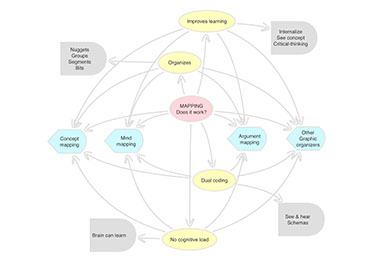 Improves learning
Internalize
See concept
Critical-thinking
Nuggets
Groups
Segments
Bits
Organizes
MAPPING
Does it work?
Concept
mapping
Mind
mapping
Argument
mapping
Other
Graphic
organizers
Dual coding
See & hear
Schemas
Brain can learn
No cognitive load